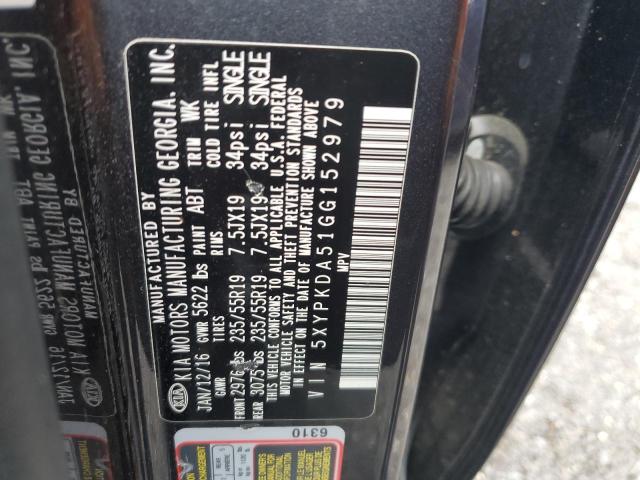 KIA
MANUFACTURED BY
KIA MOTORS MANUFACTURING GEORGIA. INC.
JAN/12/16 GVWR 5622 lbs PAINT ABT TRIM WK
GAWR TIRES RIMS COLD TIRE INFL
FRONT 2976 lbs 235/55R19 7.5JX19 34psi SINGLE
REAR 3075 lbs 235/55R19 7.5JX19 34psi SINGLE
THIS VEHICLE CONFORMS TO ALL APPLICABLE U.S.A. FEDERAL
MOTOR VEHICLE SAFETY AND THEFT PREVENTION STANDARDS
IN EFFECT ON THE DATE OF MANUFACTURE SHOWN ABOVE
VIN 5XYPKDA51GG152979
MPV
6310